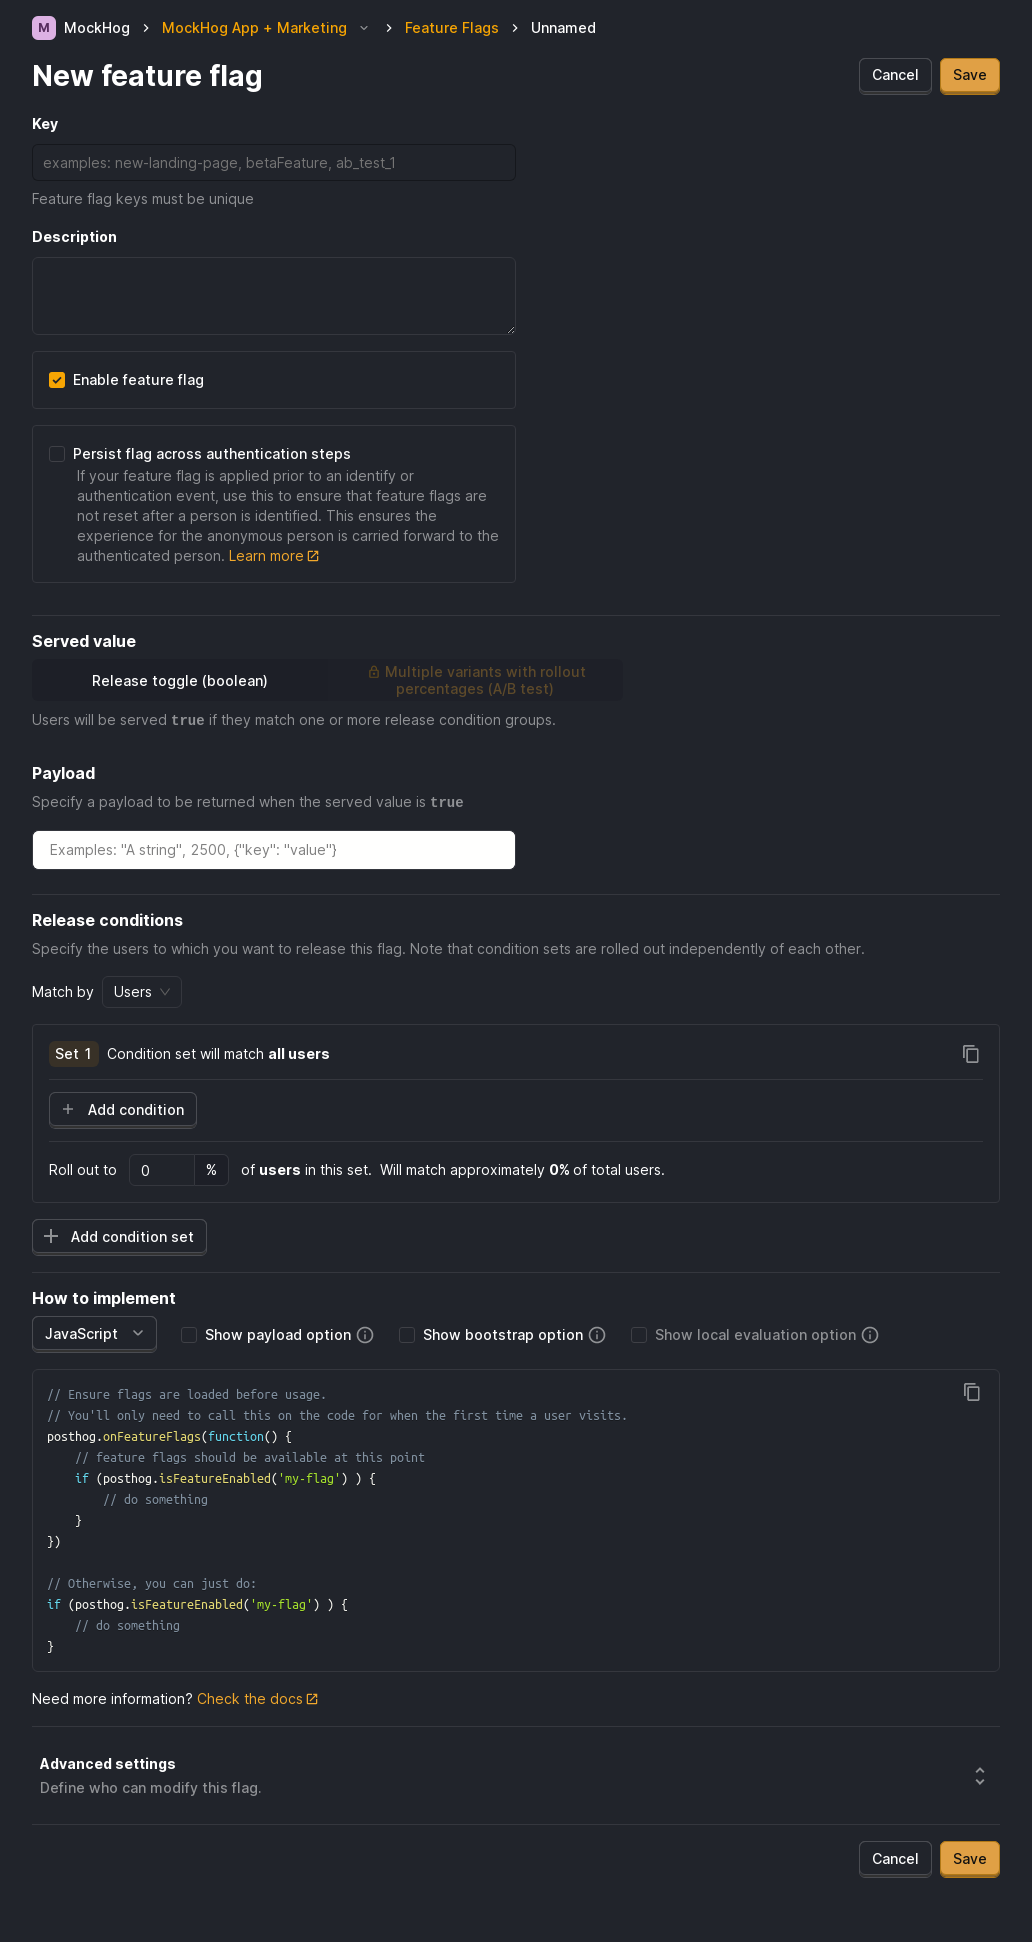 M MockHog > MockHog App + Marketing > Feature Flags > Unnamed
New feature flag
Cancel Save
Key
examples: new-landing-page, betaFeature, ab_test_1
Feature flag keys must be unique
Description
Enable feature flag
Persist flag across authentication steps
If your feature flag is applied prior to an identify or
authentication event, use this to ensure that feature flags are
not reset after a person is identified. This ensures the
experience for the anonymous person is carried forward to the
authenticated person. Learn more
Served value
Release toggle (boolean)
Multiple variants with rollout
percentages (A/B test)
Users will be served true if they match one or more release condition groups.
Payload
Specify a payload to be returned when the served value is true
Examples: "A string", 2500, {"key": "value"}
Release conditions
Specify the users to which you want to release this flag. Note that condition sets are rolled out independently of each other.
Match by Users
Set 1 Condition set will match all users
Add condition
Roll out to 0 % of users in this set. Will match approximately 0% of total users.
Add condition set
How to implement
JavaScript Show payload option Show bootstrap option Show local evaluation option
// Ensure flags are loaded before usage.
// You'll only need to call this on the code for when the first time a user visits.
posthog.onFeatureFlags(function() {
    // feature flags should be available at this point
    if (posthog.isFeatureEnabled('my-flag') ) {
        // do something
    }
})
// Otherwise, you can just do:
if (posthog.isFeatureEnabled('my-flag') ) {
    // do something
}
Need more information? Check the docs
Advanced settings
Define who can modify this flag.
Cancel Save